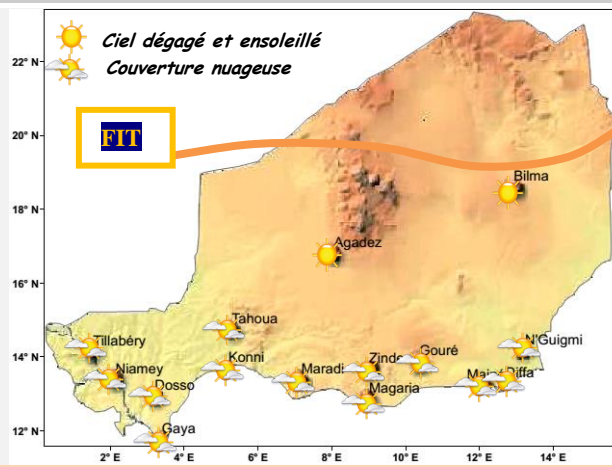 Ciel dégagé et ensoleillé
Couverture nuageuse
22° N
20° N
FIT
Bilma
18° N
Agadez
16° N
Tahoua
Tillabéry
N'Guigmi
14° N
Konni
Gouré
Niamey
Maradi
Zinde
Diffa
Dosso
Magaria
Gaya
12° N
2° E 4° E 6° E 8° E 10° E 12° E 14° E